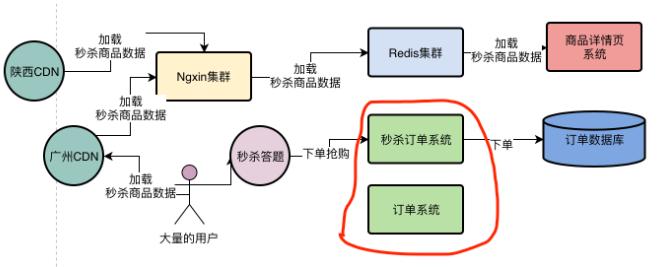 陕西CDN
加载
秒杀商品数据
Ngxin集群
加载
秒杀商品数据
Redis集群
加载
秒杀商品数据
商品详情页
系统
加载
秒杀商品数据
广州CDN
加载
秒杀商品数据
大量的用户
秒杀答题
下单抢购
秒杀订单系统
下单
订单数据库
订单系统